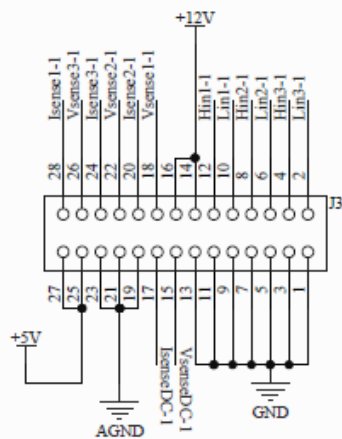 +12V
Isense1-1
Vsense3-1
Isense3-1
Vsense2-1
Isense2-1
Vsense1-1
Hin1-1
Lin1-1
Hin2-1
Lin2-1
Hin3-1
Lin3-1
28 26 24 22 20 18 16 14 12 10 8 6 4 2
J3
27 25 23 21 19 17 15 13 11 9 7 5 3 1
+5V
IsenseDC-1
VsenseDC-1
AGND
GND